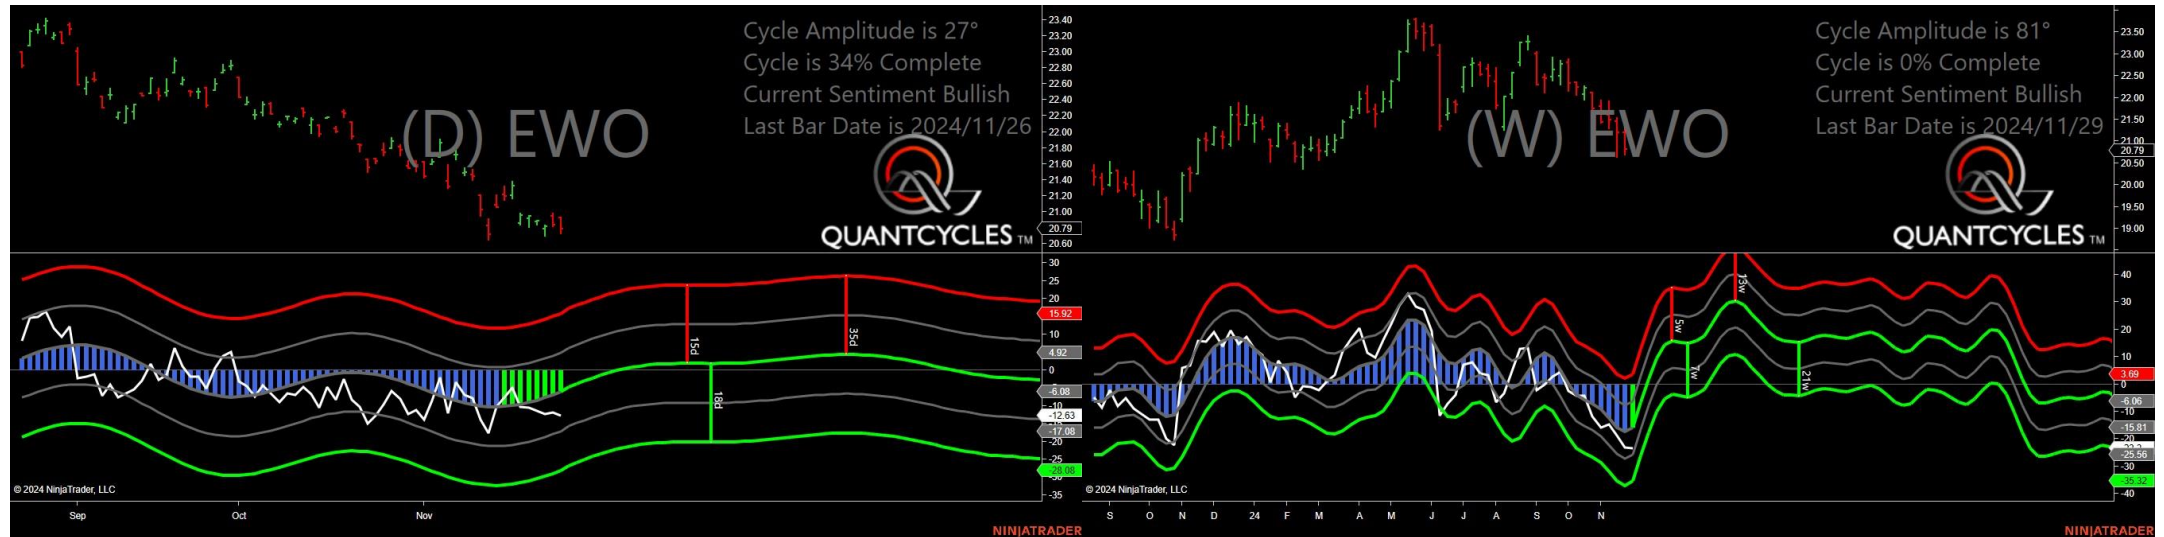 Cycle Amplitude is 27°
Cycle is 34% Complete
Current Sentiment Bullish
Last Bar Date is 2024/11/26
(D) EWO
QUANTCYCLES TM
23.40
23.20
23.00
22.80
22.60
22.40
22.20
22.00
21.80
21.60
21.40
21.20
21.00
20.79
20.60
30
25
20
15.92
10
4.92
0
-6.08
-10
-12.63
-17.08
-20
-25
-28.08
-35
15d
18d
35d
© 2024 NinjaTrader, LLC
Sep
Oct
Nov
NINJATRADER
Cycle Amplitude is 81°
Cycle is 0% Complete
Current Sentiment Bullish
Last Bar Date is 2024/11/29
(W) EWO
QUANTCYCLES TM
23.50
23.00
22.50
22.00
21.50
21.00
20.79
20.50
20.00
19.50
19.00
40
30
20
10
3.69
0
-6.06
-10
-15.81
-20
-25.56
-30
-35.32
-40
5w
7w
13w
21w
© 2024 NinjaTrader, LLC
S
O
N
D
24
F
M
A
M
J
J
A
S
O
N
NINJATRADER